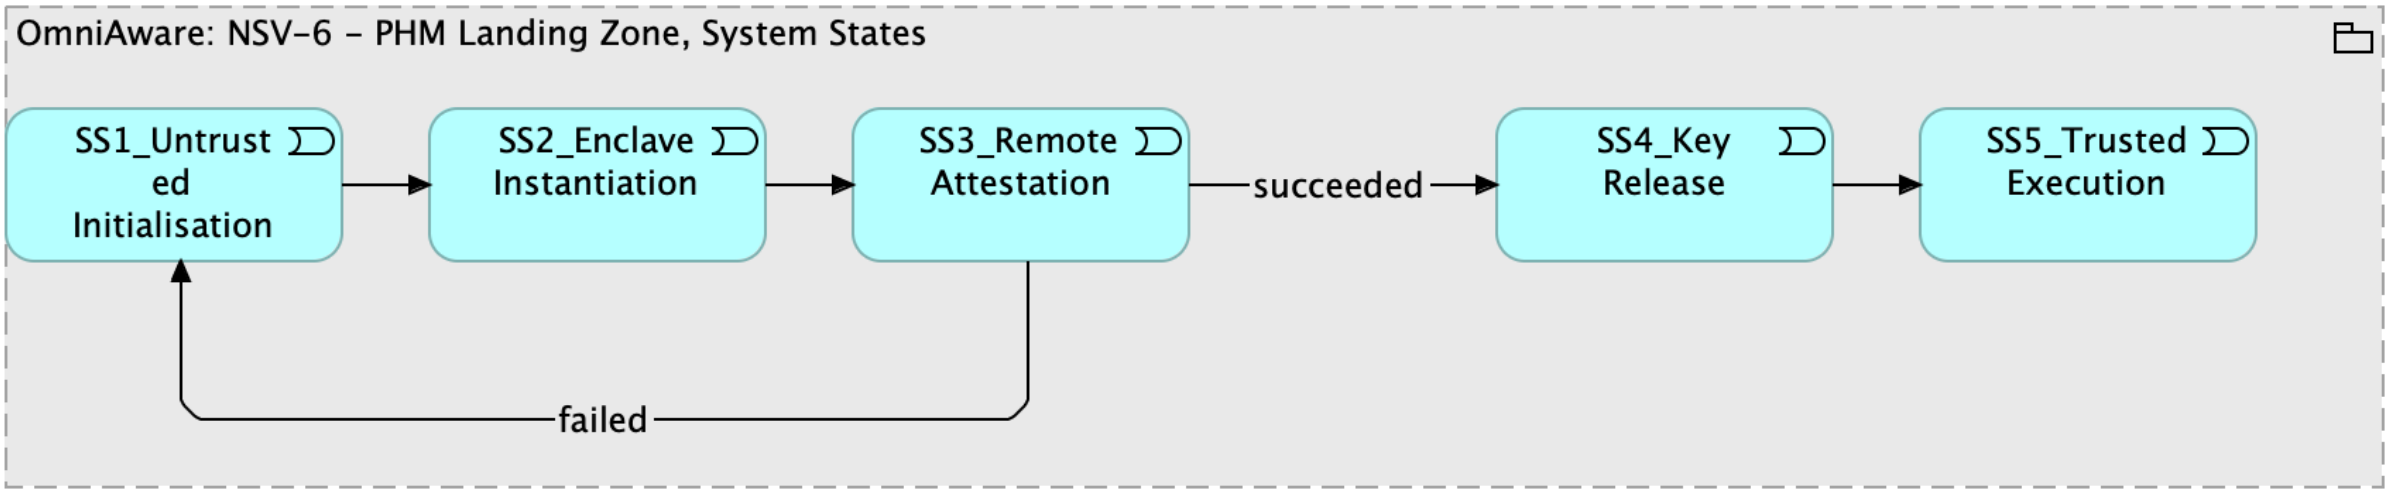 OmniAware: NSV-6 - PHM Landing Zone, System States
SS1_Untrust
ed
Initialisation
SS2_Enclave
Instantiation
SS3_Remote
Attestation
succeeded
SS4_Key
Release
SS5_Trusted
Execution
failed